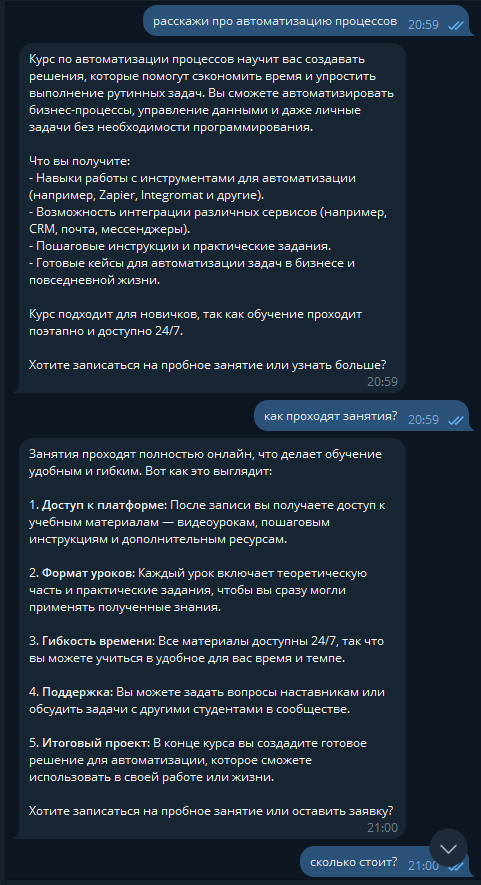 расскажи про автоматизацию процессов 20:59
Курс по автоматизации процессов научит вас создавать
решения, которые помогут сэкономить время и упростить
выполнение рутинных задач. Вы сможете автоматизировать
бизнес-процессы, управление данными и даже личные
задачи без необходимости программирования.
Что вы получите:
- Навыки работы с инструментами для автоматизации
(например, Zapier, Integromat и другие).
- Возможность интеграции различных сервисов (например,
CRM, почта, мессенджеры).
- Пошаговые инструкции и практические задания.
- Готовые кейсы для автоматизации задач в бизнесе и
повседневной жизни.
Курс подходит для новичков, так как обучение проходит
поэтапно и доступно 24/7.
Хотите записаться на пробное занятие или узнать больше?
20:59
как проходят занятия? 20:59
Занятия проходят полностью онлайн, что делает обучение
удобным и гибким. Вот как это выглядит:
1. Доступ к платформе: После записи вы получаете доступ к
учебным материалам — видеоурокам, пошаговым
инструкциям и дополнительным ресурсам.
2. Формат уроков: Каждый урок включает теоретическую
часть и практические задания, чтобы вы сразу могли
применять полученные знания.
3. Гибкость времени: Все материалы доступны 24/7, так что
вы можете учиться в удобное для вас время и темпе.
4. Поддержка: Вы можете задать вопросы наставникам или
обсудить задачи с другими студентами в сообществе.
5. Итоговый проект: В конце курса вы создадите готовое
решение для автоматизации, которое сможете
использовать в своей работе или жизни.
Хотите записаться на пробное занятие или оставить заявку?
21:00
сколько стоит? 21:00